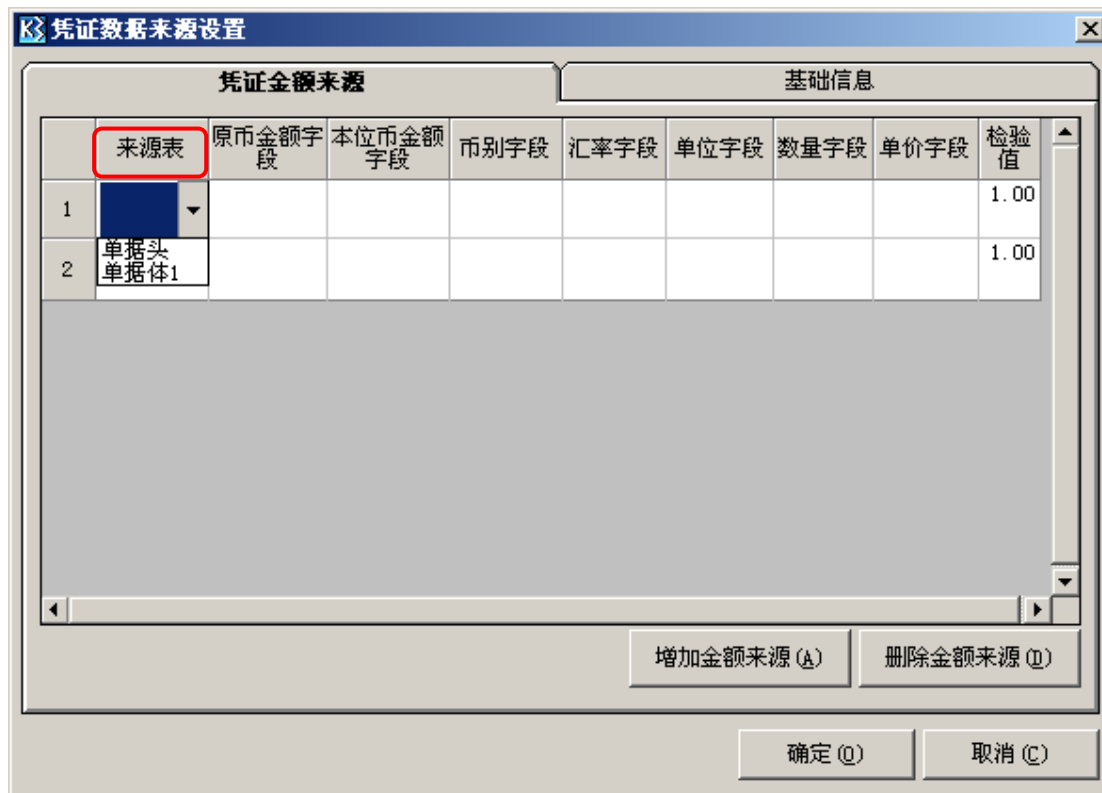 K3 凭证数据来源设置
凭证金额来源 基础信息
来源表 原币金额字段 本位币金额字段 币别字段 汇率字段 单位字段 数量字段 单价字段 检验值
1 1.00
单据头
2 1.00
单据体1
增加金额来源(A) 删除金额来源(D)
确定(O) 取消(C)